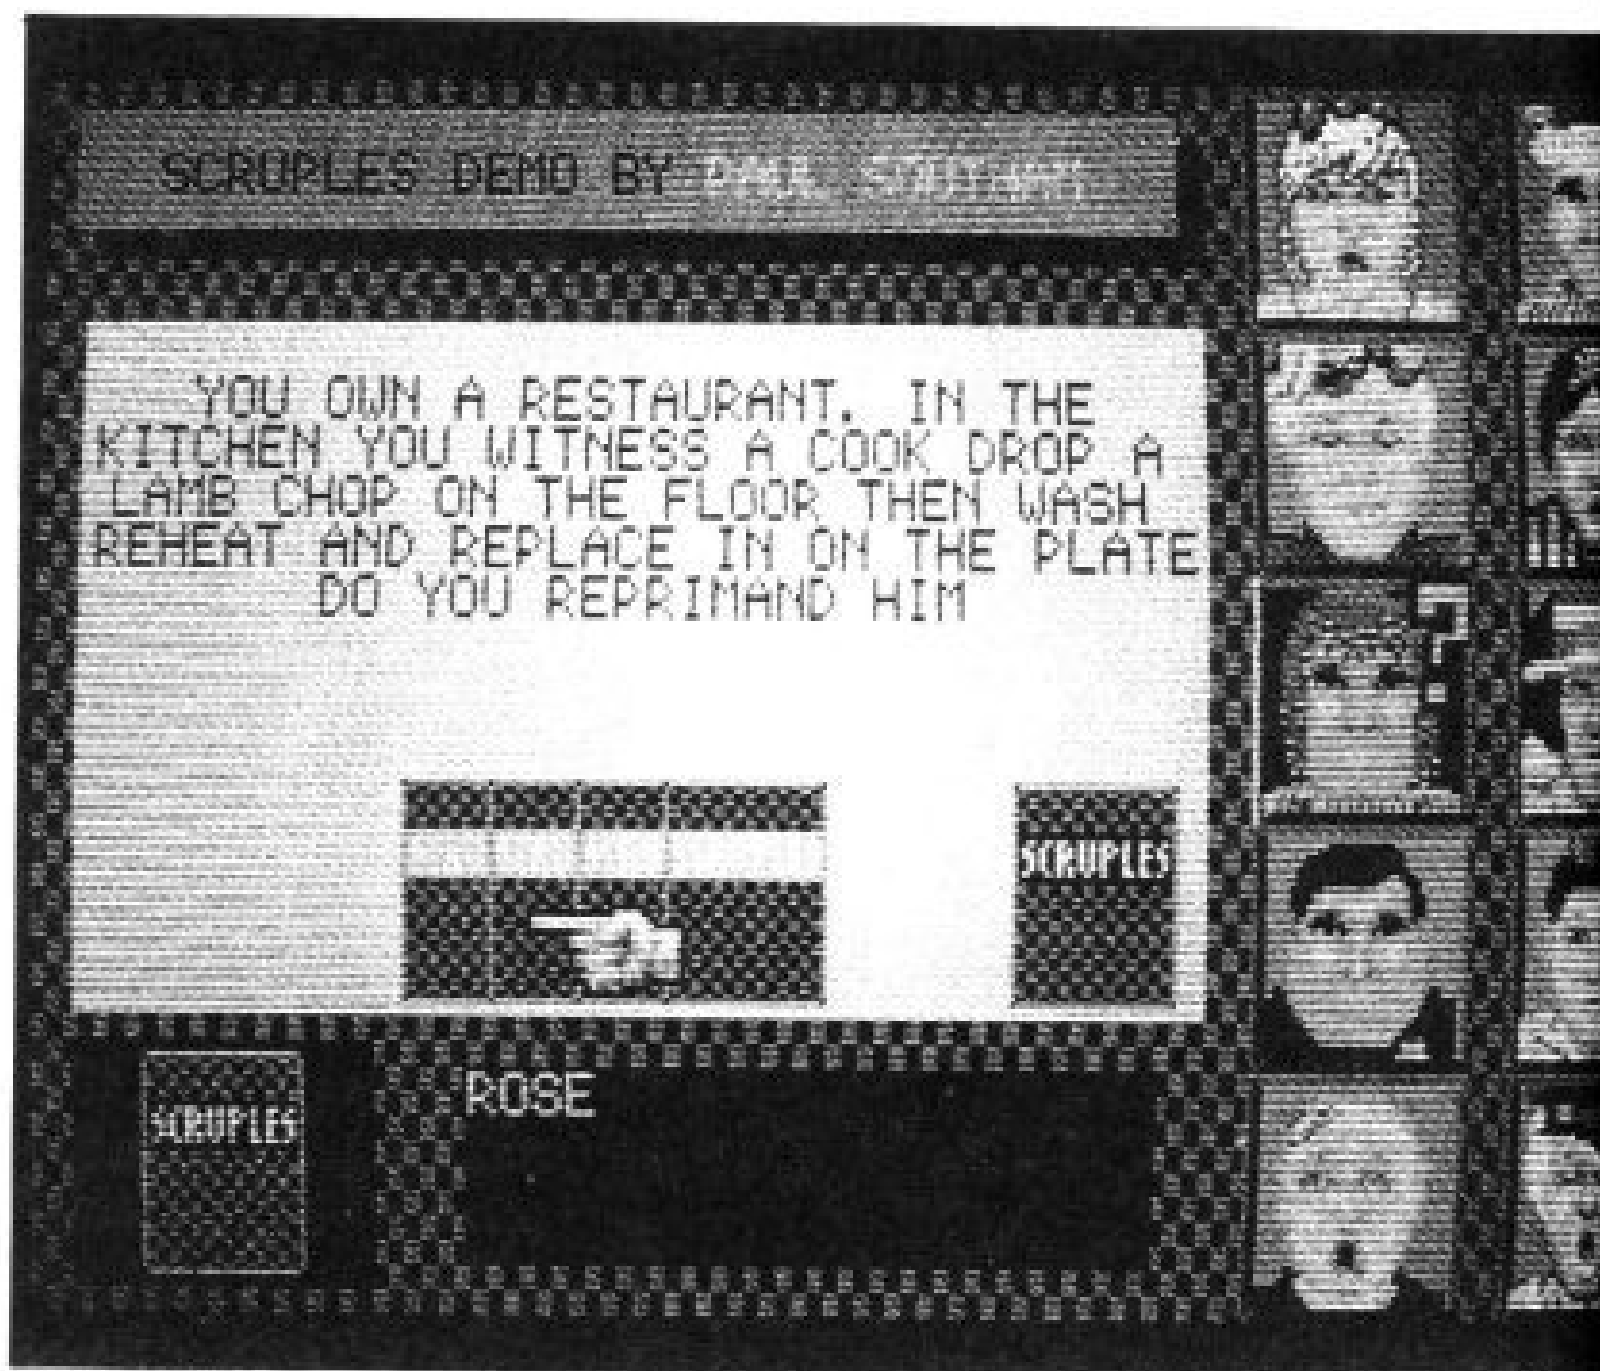 SCRUPLES DEMO BY
YOU OWN A RESTAURANT. IN THE
KITCHEN YOU WITNESS A COOK DROP A
LAMB CHOP ON THE FLOOR THEN WASH
REHEAT AND REPLACE IN ON THE PLATE
DO YOU REPRIMAND HIM
SCRUPLES
SCRUPLES
ROSE